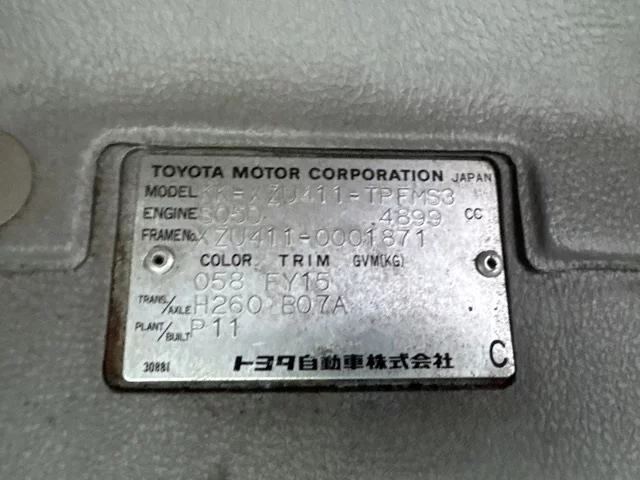 TOYOTA MOTOR CORPORATION JAPAN
MODEL KK-XZU411-TPFMS3
ENGINE S05D 4899 CC
FRAME No. XZU411-0001871
COLOR TRIM GVM(KG)
058 FY15
TRANS./AXLE H260 B07A
PLANT/BUILT P11
30881 トヨタ自動車株式会社 C